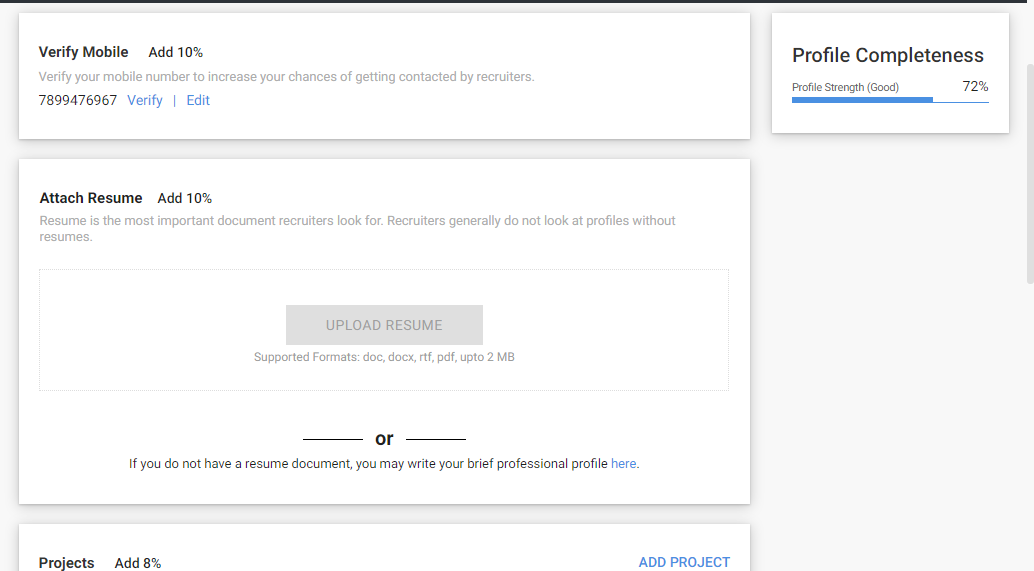 Verify Mobile Add 10%
Verify your mobile number to increase your chances of getting contacted by recruiters.
7899476967 Verify | Edit
Profile Completeness
Profile Strength (Good) 72%
Attach Resume Add 10%
Resume is the most important document recruiters look for. Recruiters generally do not look at profiles without
resumes.
UPLOAD RESUME
Supported Formats: doc, docx, rtf, pdf, upto 2 MB
or
If you do not have a resume document, you may write your brief professional profile here.
Projects Add 8% ADD PROJECT